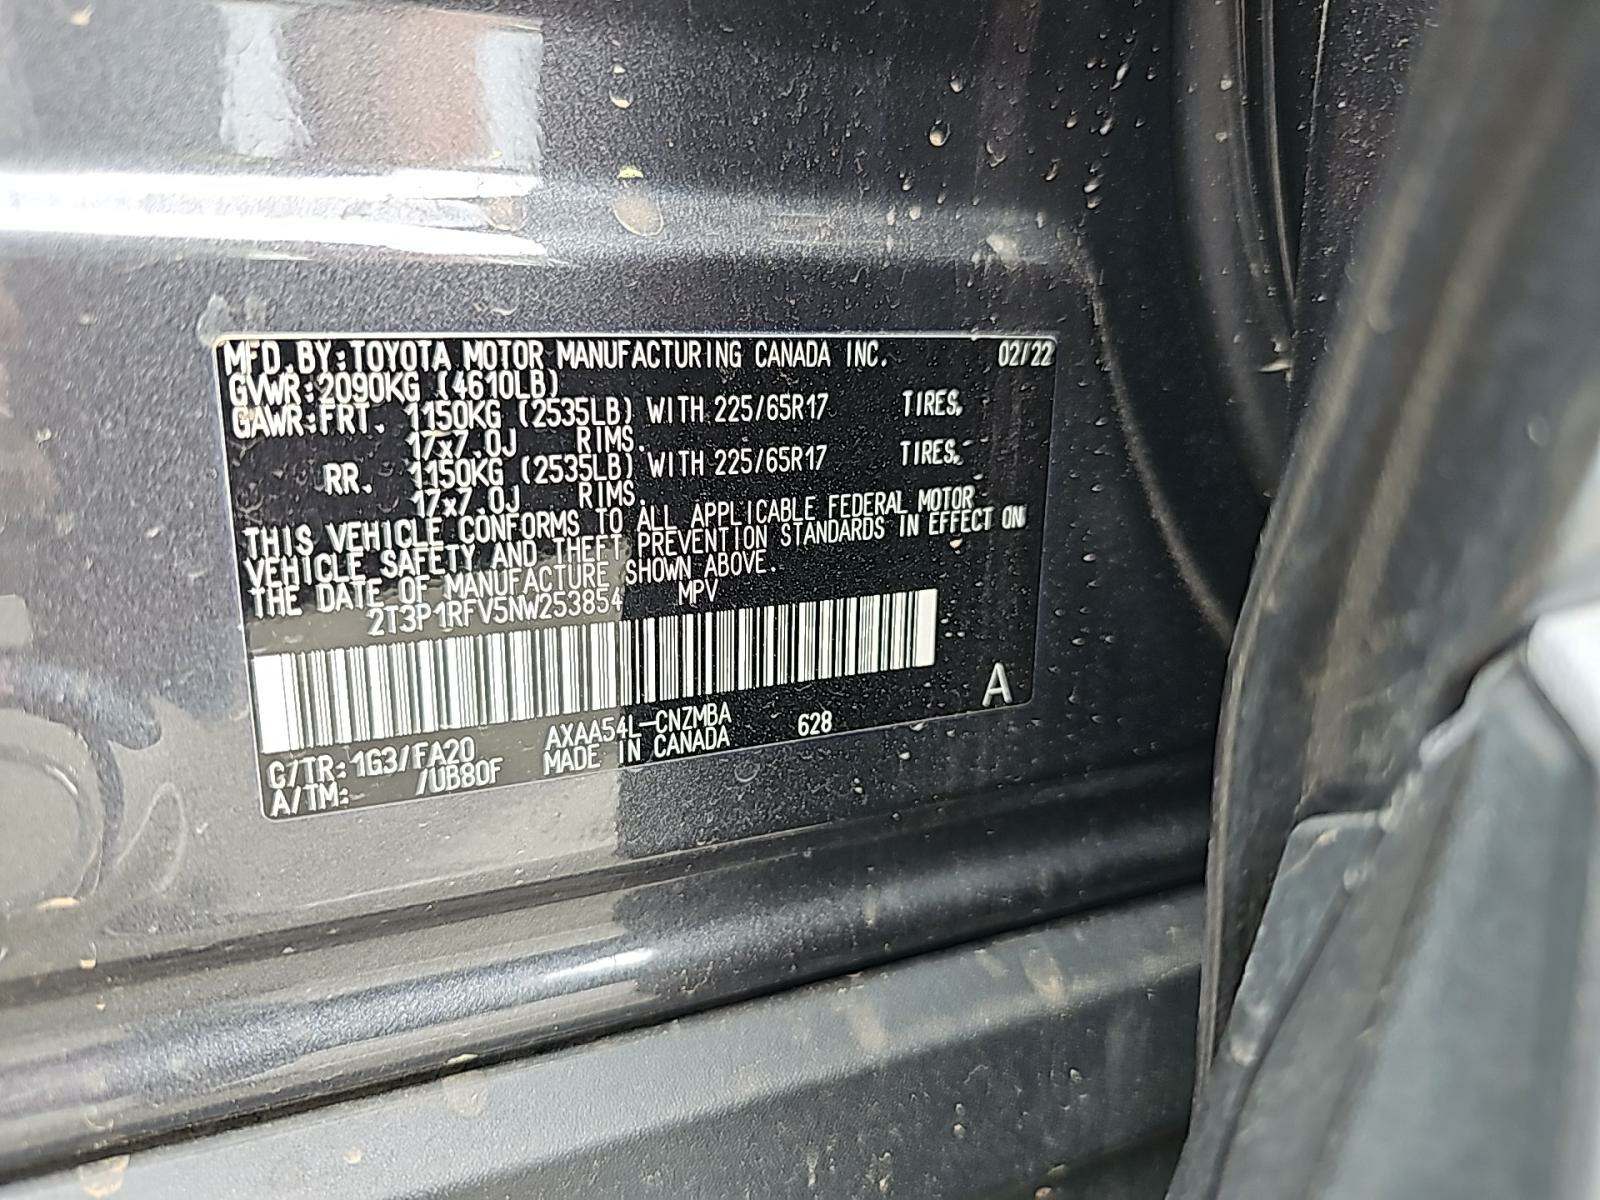 MFD.BY:TOYOTA MOTOR MANUFACTURING CANADA INC. 02/22
GVWR:2090KG (4610LB)
GAWR:FRT. 1150KG (2535LB) WITH 225/65R17 TIRES,
17x7.0J RIMS.
RR. 1150KG (2535LB) WITH 225/65R17 TIRES,
17x7.0J RIMS.
THIS VEHICLE CONFORMS TO ALL APPLICABLE FEDERAL MOTOR
VEHICLE SAFETY AND THEFT PREVENTION STANDARDS IN EFFECT ON
THE DATE OF MANUFACTURE SHOWN ABOVE.
2T3P1RFV5NW253854 MPV
A
AXAA54L-CNZMBA 628
C/TR:1G3/FA20 MADE IN CANADA
A/TM:- /UB80F